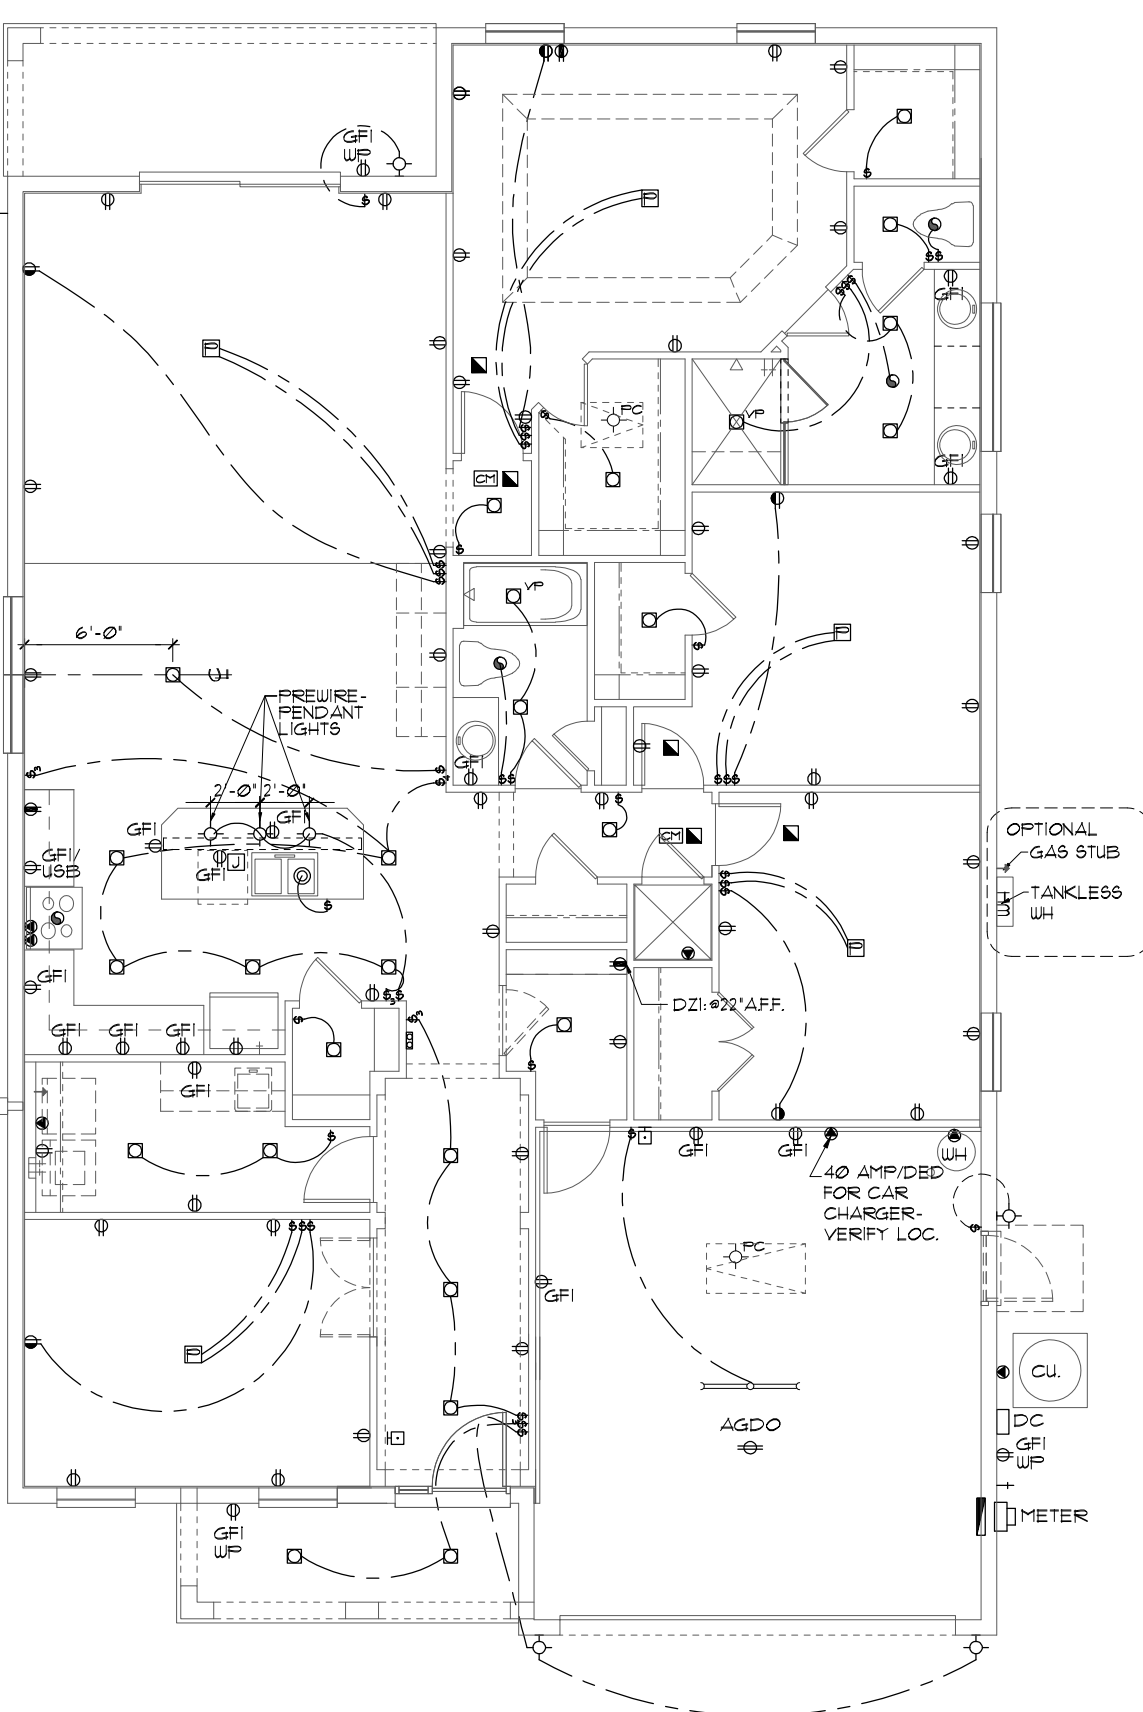 GFI
WP
GFI
PC
VP
GFI
CM
VP
6'-0"
PREWIRE-
PENDANT
LIGHTS
GFI
2'-0" 2'-0"
GFI
GFI
CM
GFI/
USB
GFI
J
OPTIONAL
GAS STUB
TANKLESS
WH
GFI
DZ1: @22"A.F.F.
GFI
GFI
GFI
GFI
GFI
GFI
WH
40 AMP/DED
FOR CAR
CHARGER-
VERIFY LOC.
PC
GFI
CU.
AGDO
DC
GFI
WP
METER
GFI
WP